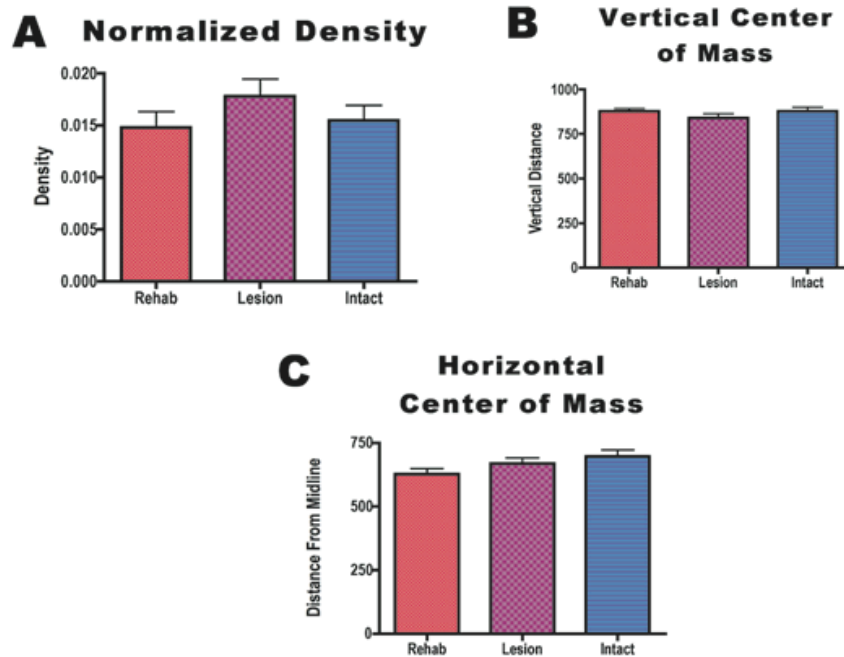 A Normalized Density
0.020
0.015
0.010
0.005
0.000
Density
Rehab Lesion Intact
B Vertical Center
of Mass
1000
750
500
250
0
Vertical Distance
Rehab Lesion Intact
C Horizontal
Center of Mass
750
500
250
0
Distance From Midline
Rehab Lesion Intact